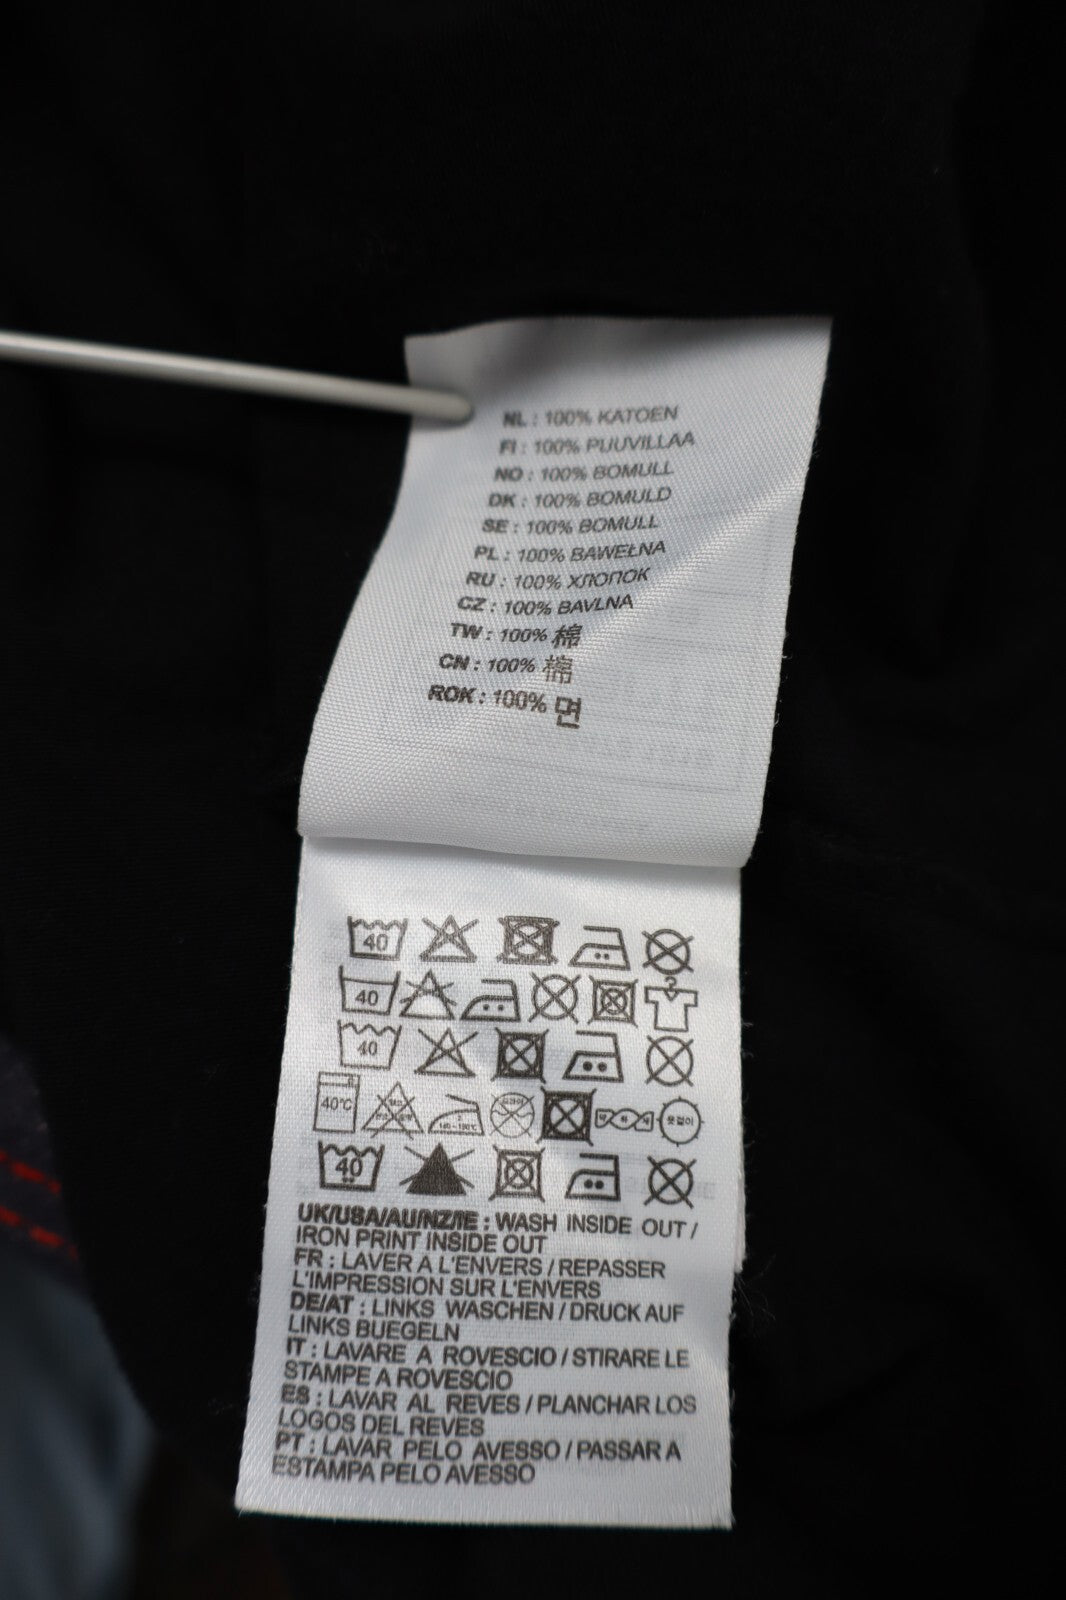 NL : 100% KATOEN
FI : 100% PUUVILLAA
NO : 100% BOMULL
DK : 100% BOMULD
SE : 100% BOMULL
PL : 100% BAWEŁNA
RU : 100% ХЛОПОК
CZ : 100% BAVLNA
TW : 100% 棉
CN : 100% 棉
ROK : 100% 면
40
40
40
40℃
40
UK/USA/AU/NZ/IE : WASH INSIDE OUT /
IRON PRINT INSIDE OUT
FR : LAVER A L'ENVERS / REPASSER
L'IMPRESSION SUR L'ENVERS
DE/AT : LINKS WASCHEN / DRUCK AUF
LINKS BUEGELN
IT : LAVARE A ROVESCIO / STIRARE LE
STAMPE A ROVESCIO
ES : LAVAR AL REVES / PLANCHAR LOS
LOGOS DEL REVES
PT : LAVAR PELO AVESSO / PASSAR A
ESTAMPA PELO AVESSO